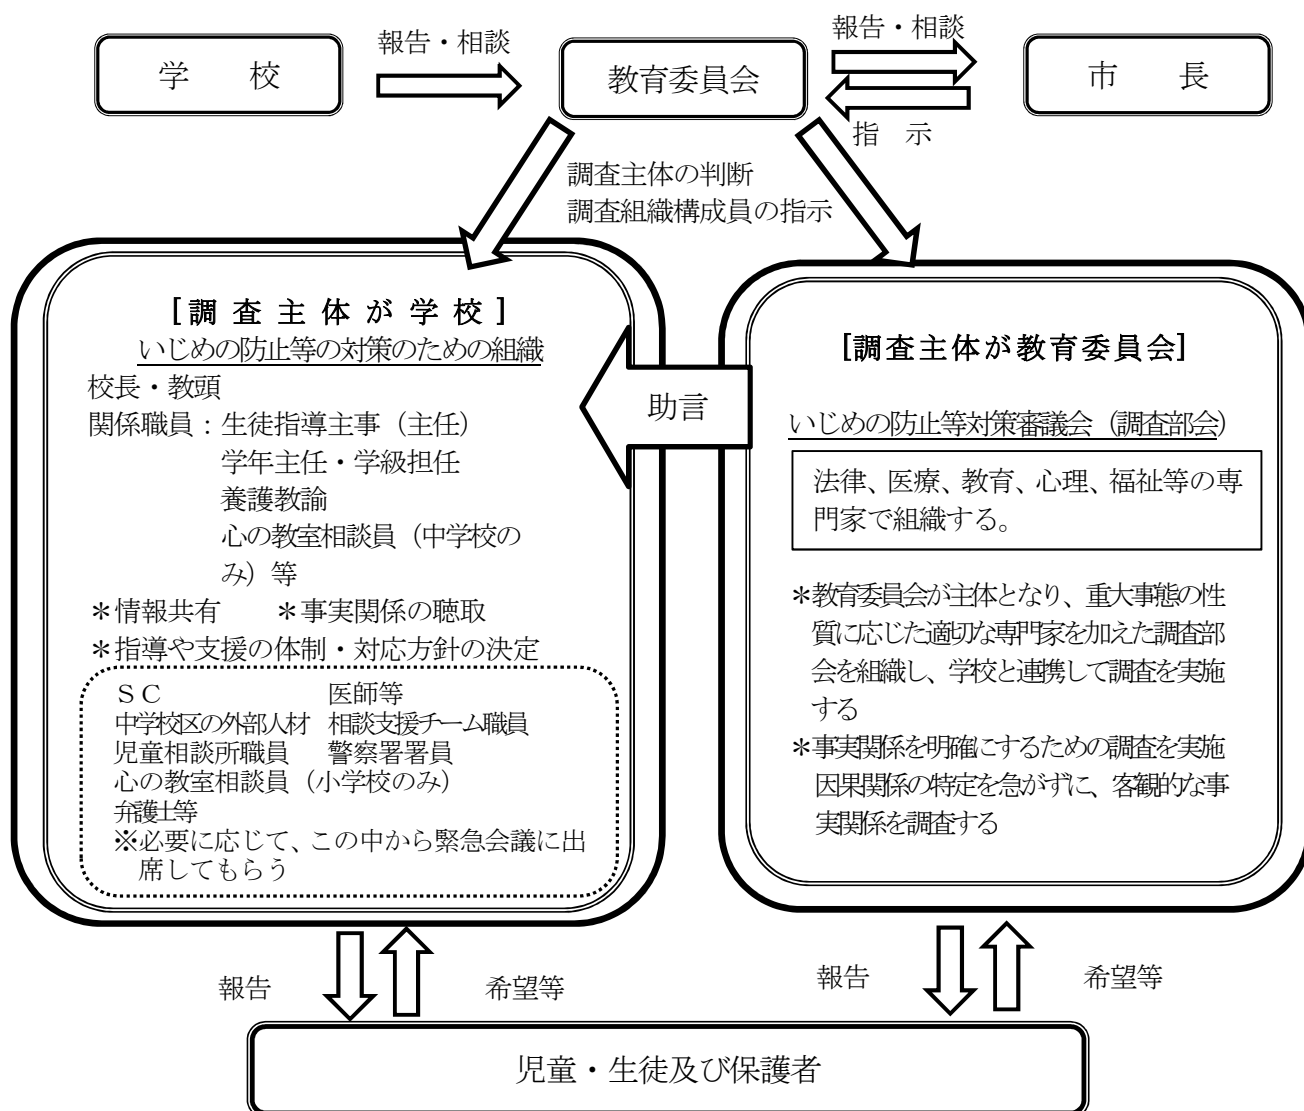 報告・相談
報告・相談
学　　校
教育委員会
市　　長
指　示
調査主体の判断
調査組織構成員の指示
[調 査 主 体 が 学 校 ]
いじめの防止等の対策のための組織
校長・教頭
関係職員：生徒指導主事（主任）
学年主任・学級担任
養護教諭
心の教室相談員（中学校の
み）等
＊情報共有　　＊事実関係の聴取
＊指導や支援の体制・対応方針の決定
ＳＣ　　　　　　医師等
中学校区の外部人材　相談支援チーム職員
児童相談所職員　　警察署署員
心の教室相談員（小学校のみ）
弁護士等
※必要に応じて、この中から緊急会議に出
席してもらう
助言
[調査主体が教育委員会]
いじめの防止等対策審議会（調査部会）
法律、医療、教育、心理、福祉等の専
門家で組織する。
＊教育委員会が主体となり、重大事態の性
質に応じた適切な専門家を加えた調査部
会を組織し、学校と連携して調査を実施
する
＊事実関係を明確にするための調査を実施
因果関係の特定を急がずに、客観的な事
実関係を調査する
報告
希望等
報告
希望等
児童・生徒及び保護者